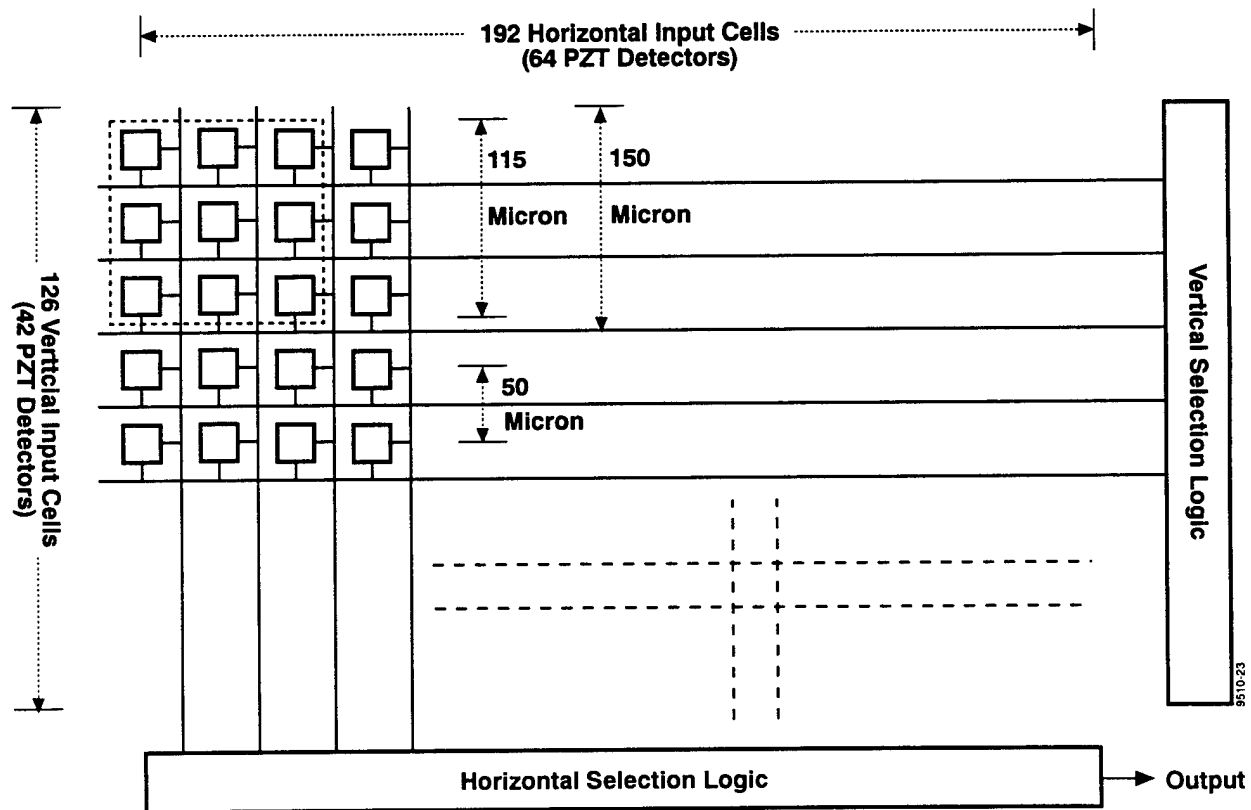 192 Horizontal Input Cells
(64 PZT Detectors)
115
Micron
150
Micron
50
Micron
126 Vertticial Input Cells
(42 PZT Detectors)
Vertical Selection Logic
9510-23
Horizontal Selection Logic
Output